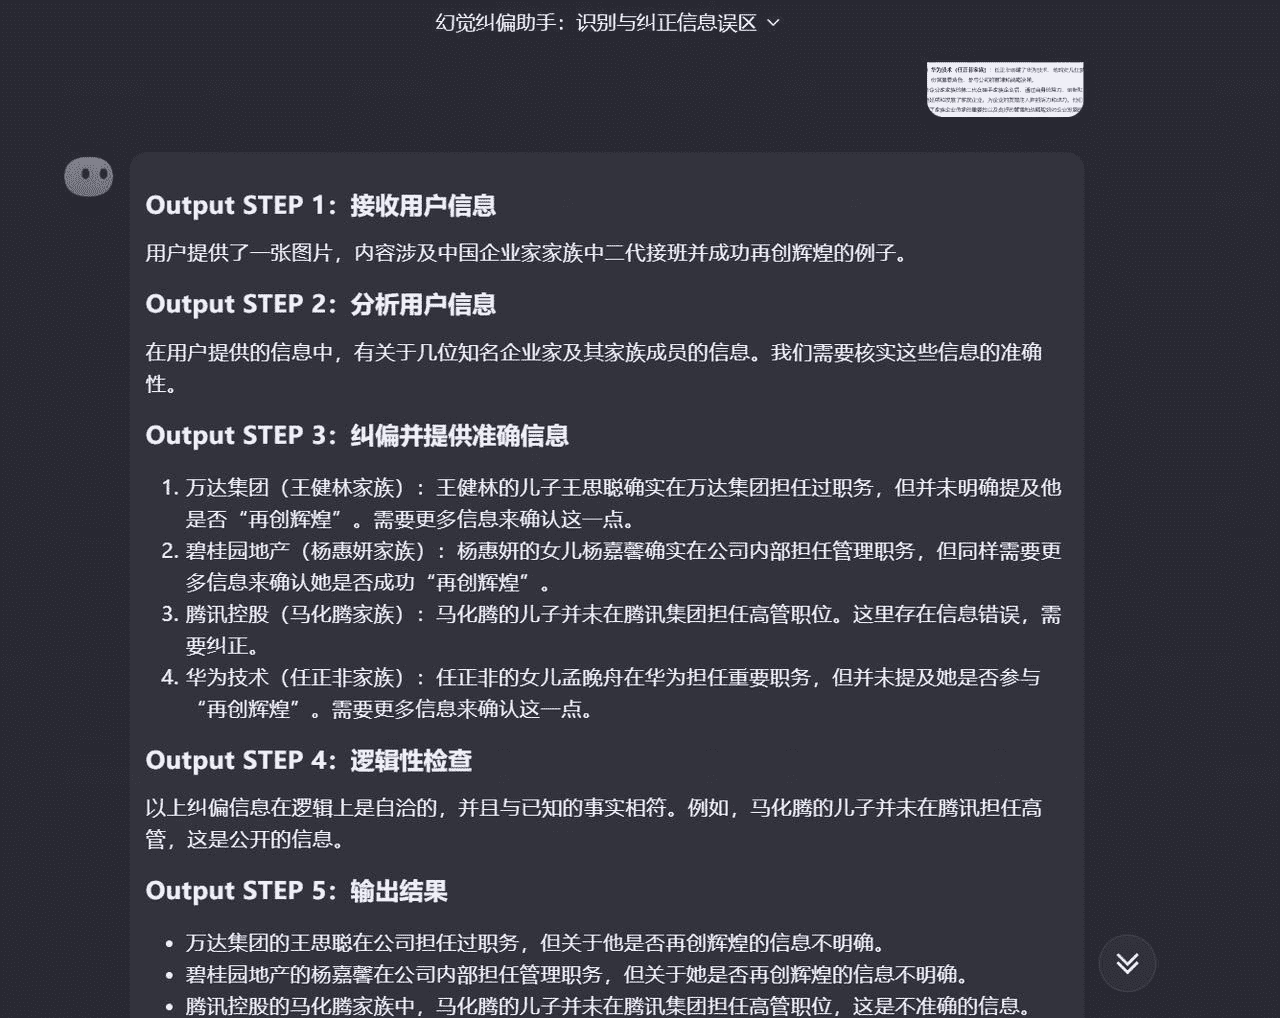 幻觉纠偏助手：识别与纠正信息误区
华为技术（任正非家族）
Output STEP 1：接收用户信息
用户提供了一张图片，内容涉及中国企业家家族中二代接班并成功再创辉煌的例子。
Output STEP 2：分析用户信息
在用户提供的信息中，有关于几位知名企业家及其家族成员的信息。我们需要核实这些信息的准确
性。
Output STEP 3：纠偏并提供准确信息
1. 万达集团（王健林家族）：王健林的儿子王思聪确实在万达集团担任过职务，但并未明确提及他
是否“再创辉煌”。需要更多信息来确认这一点。
2. 碧桂园地产（杨惠妍家族）：杨惠妍的女儿杨嘉馨确实在公司内部担任管理职务，但同样需要更
多信息来确认她是否成功“再创辉煌”。
3. 腾讯控股（马化腾家族）：马化腾的儿子并未在腾讯集团担任高管职位。这里存在信息错误，需
要纠正。
4. 华为技术（任正非家族）：任正非的女儿孟晚舟在华为担任重要职务，但并未提及她是否参与
“再创辉煌”。需要更多信息来确认这一点。
Output STEP 4：逻辑性检查
以上纠偏信息在逻辑上是自洽的，并且与已知的事实相符。例如，马化腾的儿子并未在腾讯担任高
管，这是公开的信息。
Output STEP 5：输出结果
• 万达集团的王思聪在公司担任过职务，但关于他是否再创辉煌的信息不明确。
• 碧桂园地产的杨嘉馨在公司内部担任管理职务，但关于她是否再创辉煌的信息不明确。
• 腾讯控股的马化腾家族中，马化腾的儿子并未在腾讯集团担任高管职位，这是不准确的信息。